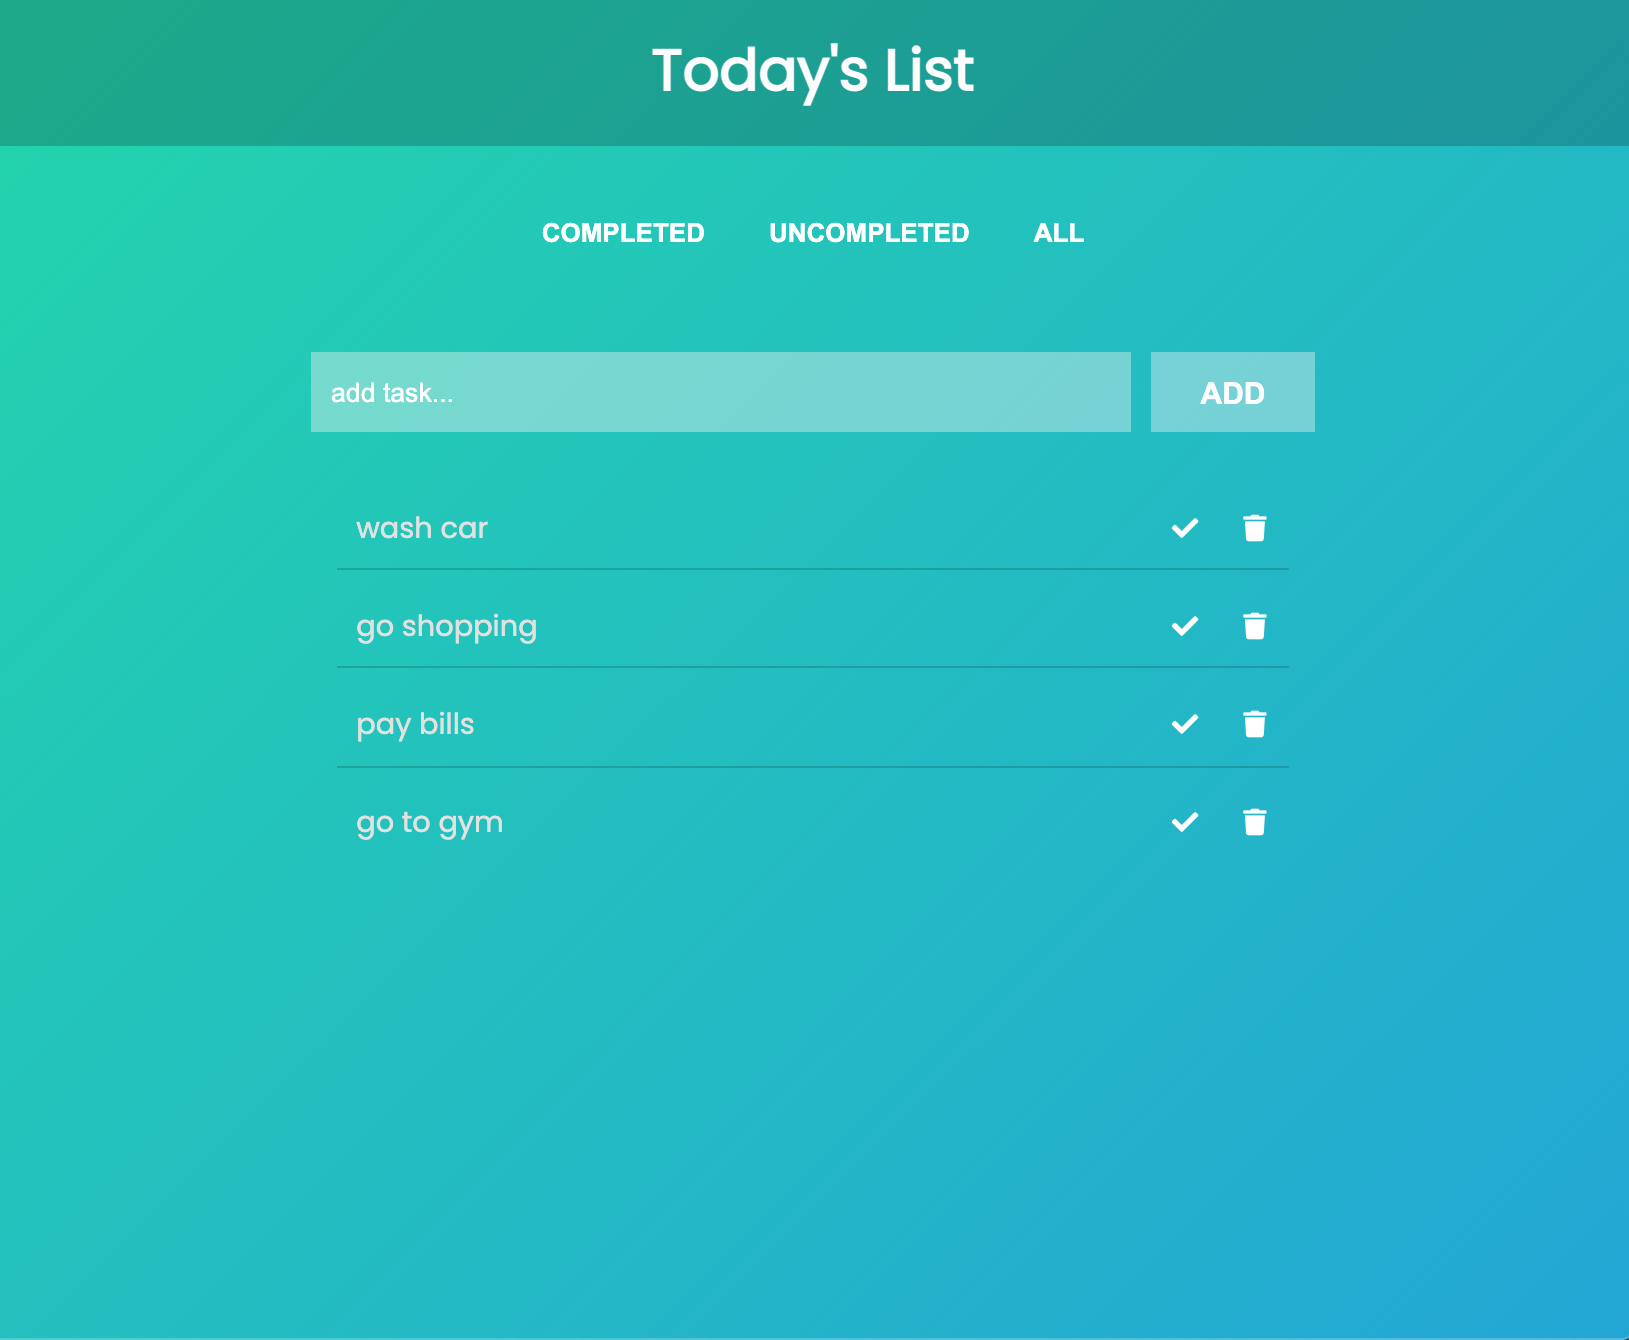 Today's List
COMPLETED UNCOMPLETED ALL
add task... ADD
wash car
go shopping
pay bills
go to gym